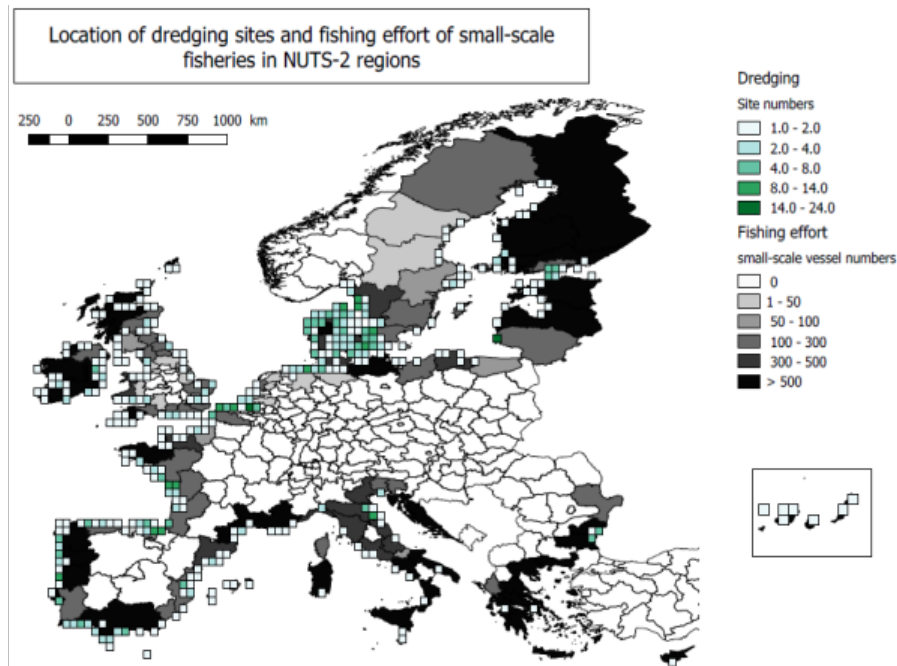 Location of dredging sites and fishing effort of small-scale
fisheries in NUTS-2 regions
250 0 250 500 750 1000 km
Dredging
Site numbers
1.0 - 2.0
2.0 - 4.0
4.0 - 8.0
8.0 - 14.0
14.0 - 24.0
Fishing effort
small-scale vessel numbers
0
1 - 50
50 - 100
100 - 300
300 - 500
> 500